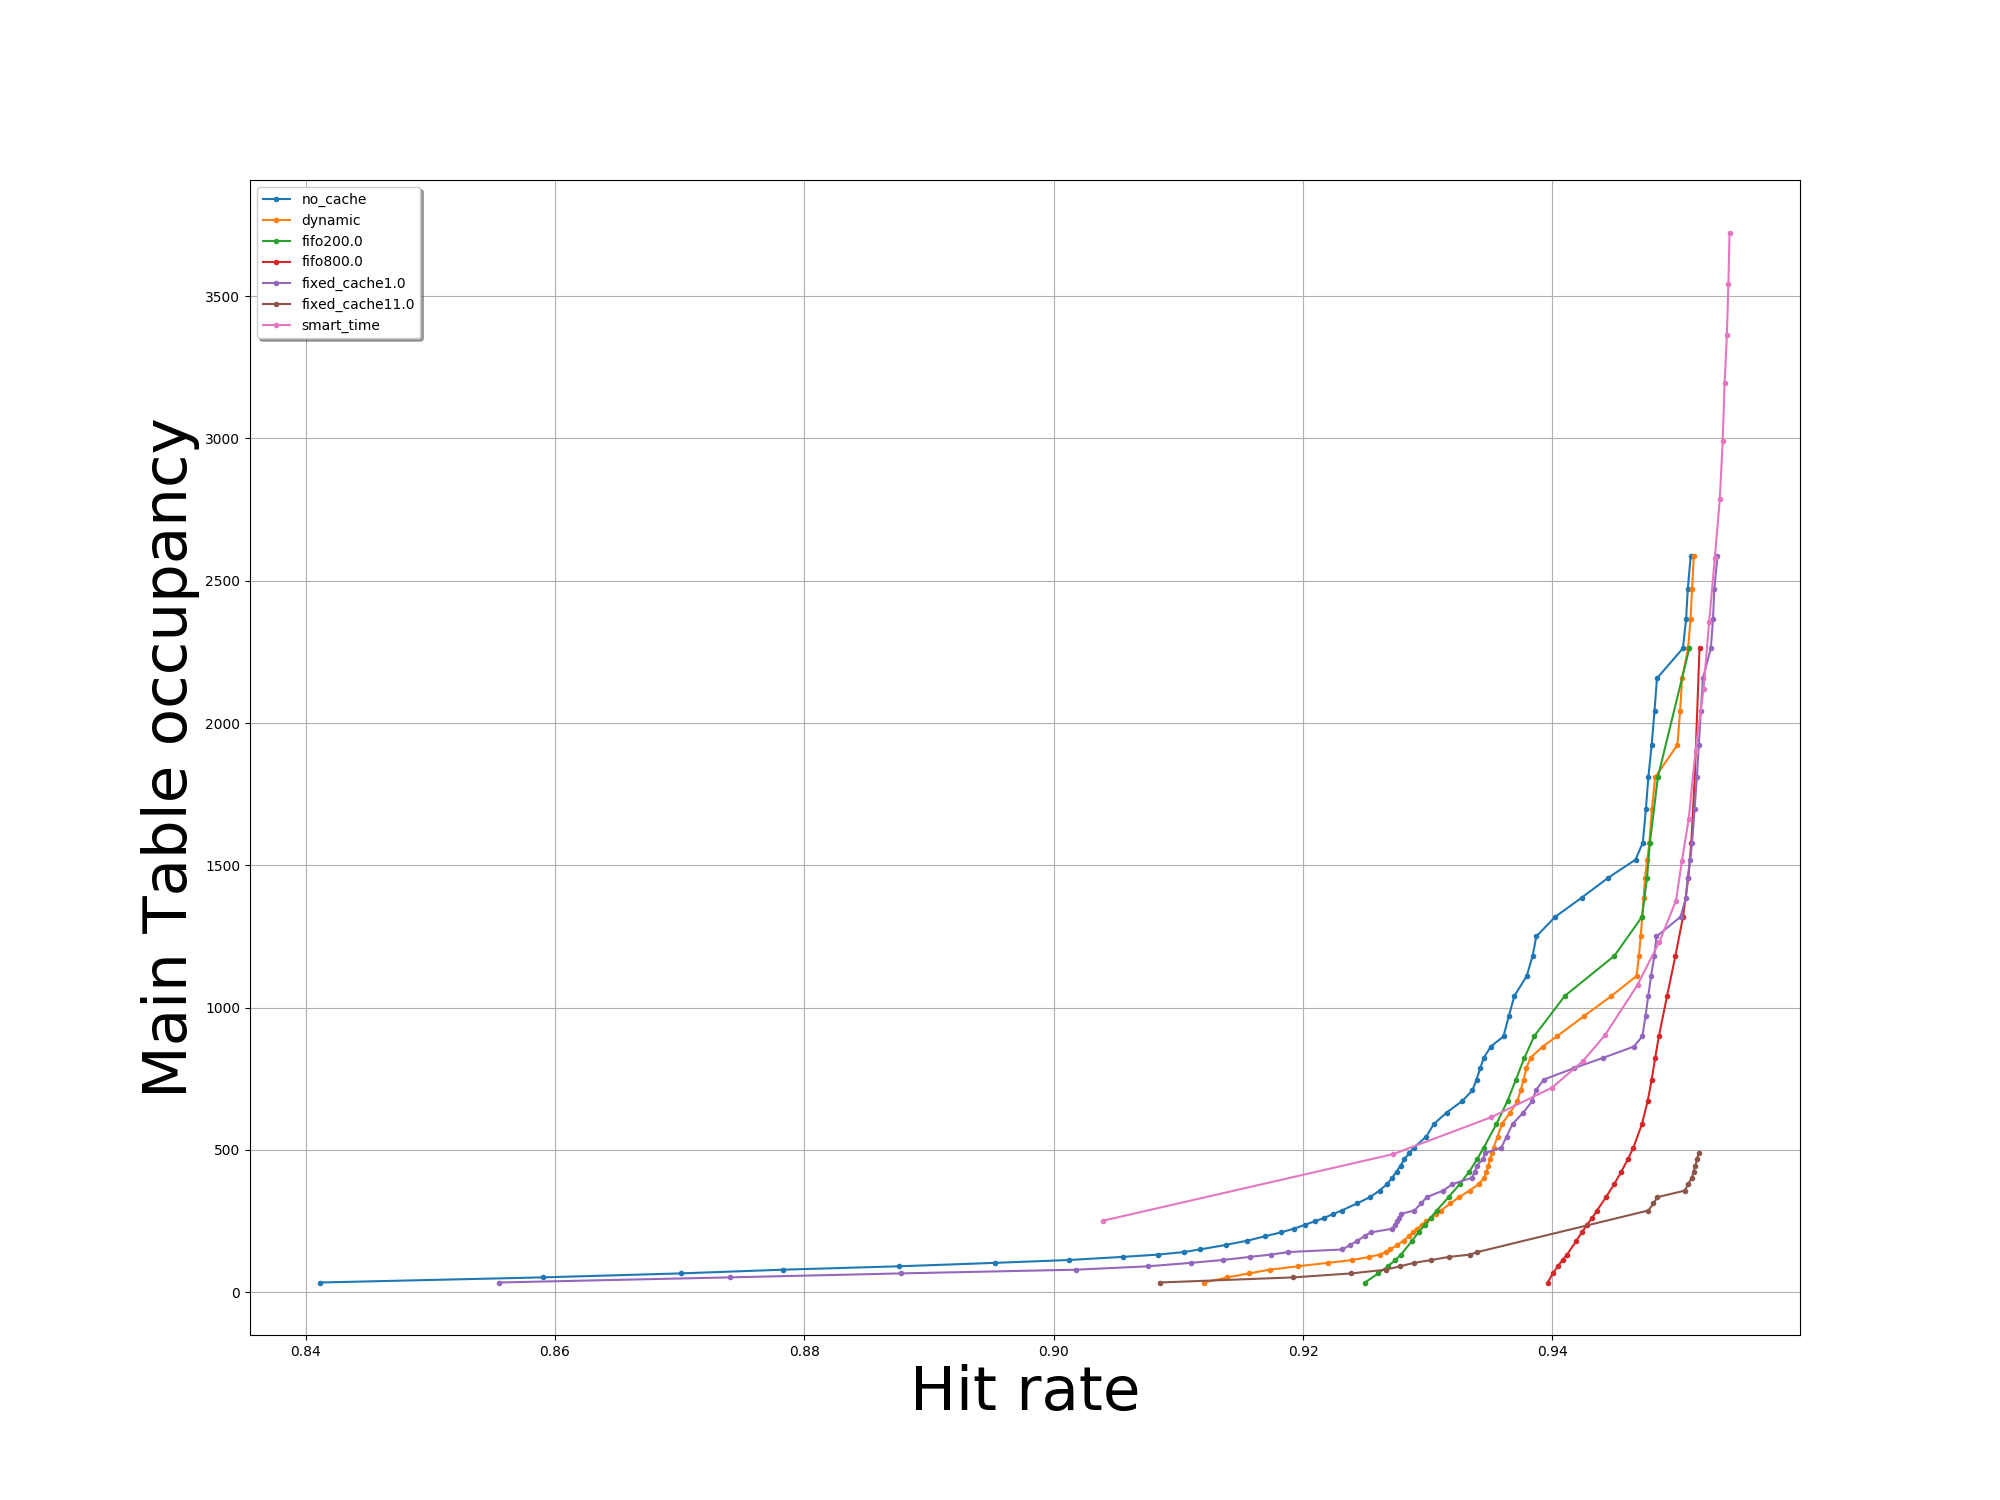 no_cache
dynamic
fifo200.0
fifo800.0
fixed_cache1.0
fixed_cache11.0
smart_time
3500
3000
2500
2000
1500
1000
500
0
Main Table occupancy
0.84 0.86 0.88 0.90 0.92 0.94
Hit rate